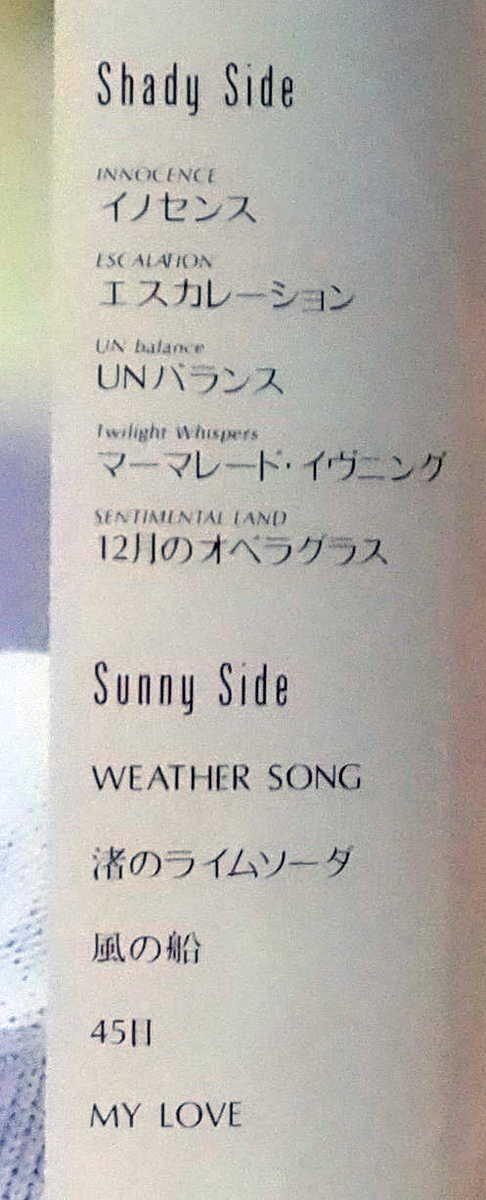 Shady Side
INNOCENCE
イノセンス
ESCALATION
エスカレーション
UN balance
UNバランス
Twilight Whispers
マーマレード・イヴニング
SENTIMENTAL LAND
12月のオペラグラス
Sunny Side
WEATHER SONG
渚のライムソーダ
風の船
45日
MY LOVE